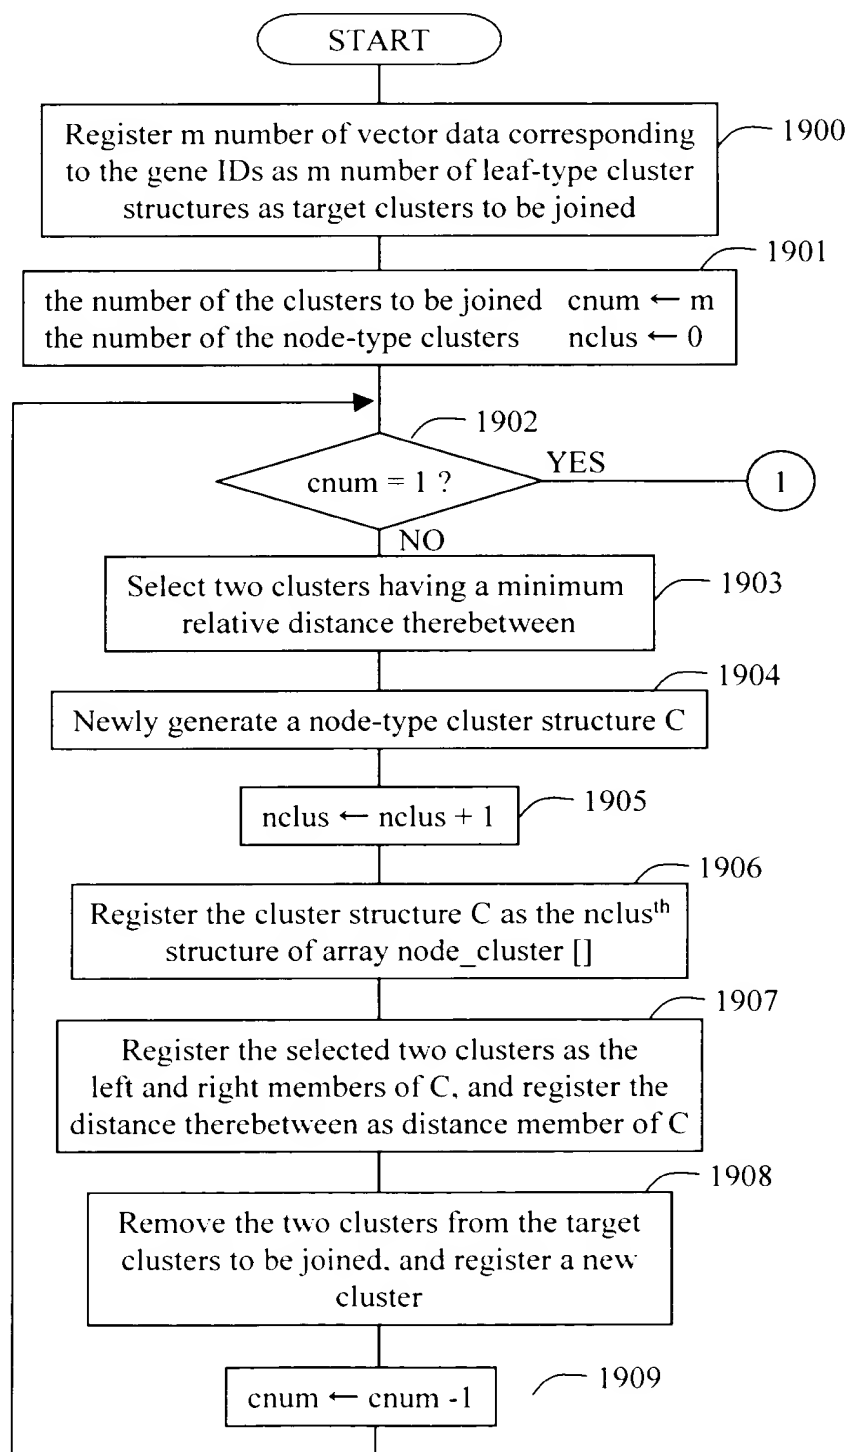 START
Register m number of vector data corresponding
to the gene IDs as m number of leaf-type cluster
structures as target clusters to be joined
1900
1901
the number of the clusters to be joined cnum ← m
the number of the node-type clusters nclus ← 0
1902
cnum = 1 ?
YES
1
NO
Select two clusters having a minimum
relative distance therebetween
1903
1904
Newly generate a node-type cluster structure C
nclus ← nclus + 1
1905
1906
Register the cluster structure C as the nclusth
structure of array node_cluster []
1907
Register the selected two clusters as the
left and right members of C, and register the
distance therebetween as distance member of C
1908
Remove the two clusters from the target
clusters to be joined, and register a new
cluster
cnum ← cnum -1
1909